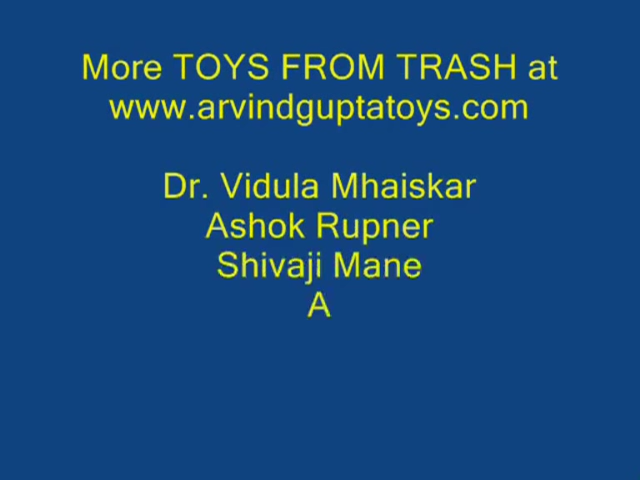 More TOYS FROM TRASH at
www.arvindguptatoys.com
Dr. Vidula Mhaiskar
Ashok Rupner
Shivaji Mane
A